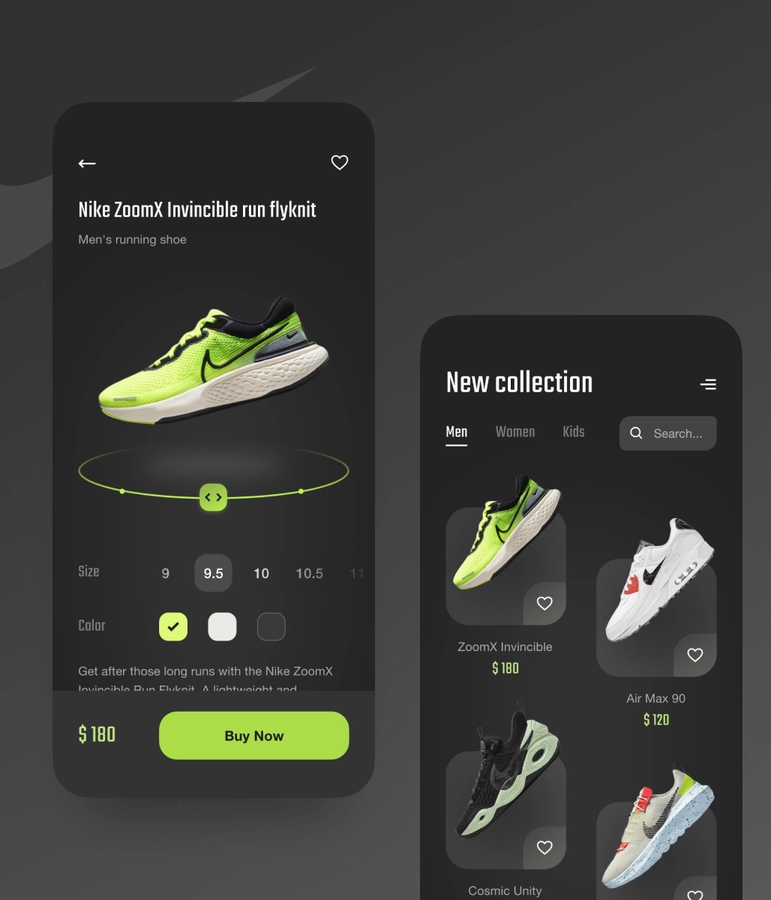 Nike ZoomX Invincible run flyknit
Men's running shoe
Size 9 9.5 10 10.5 11
Color
Get after those long runs with the Nike ZoomX
Invincible Run Flyknit. A lightweight and
$ 180 Buy Now
New collection
Men Women Kids Search...
ZoomX Invincible
$ 180
Air Max 90
$ 120
Cosmic Unity